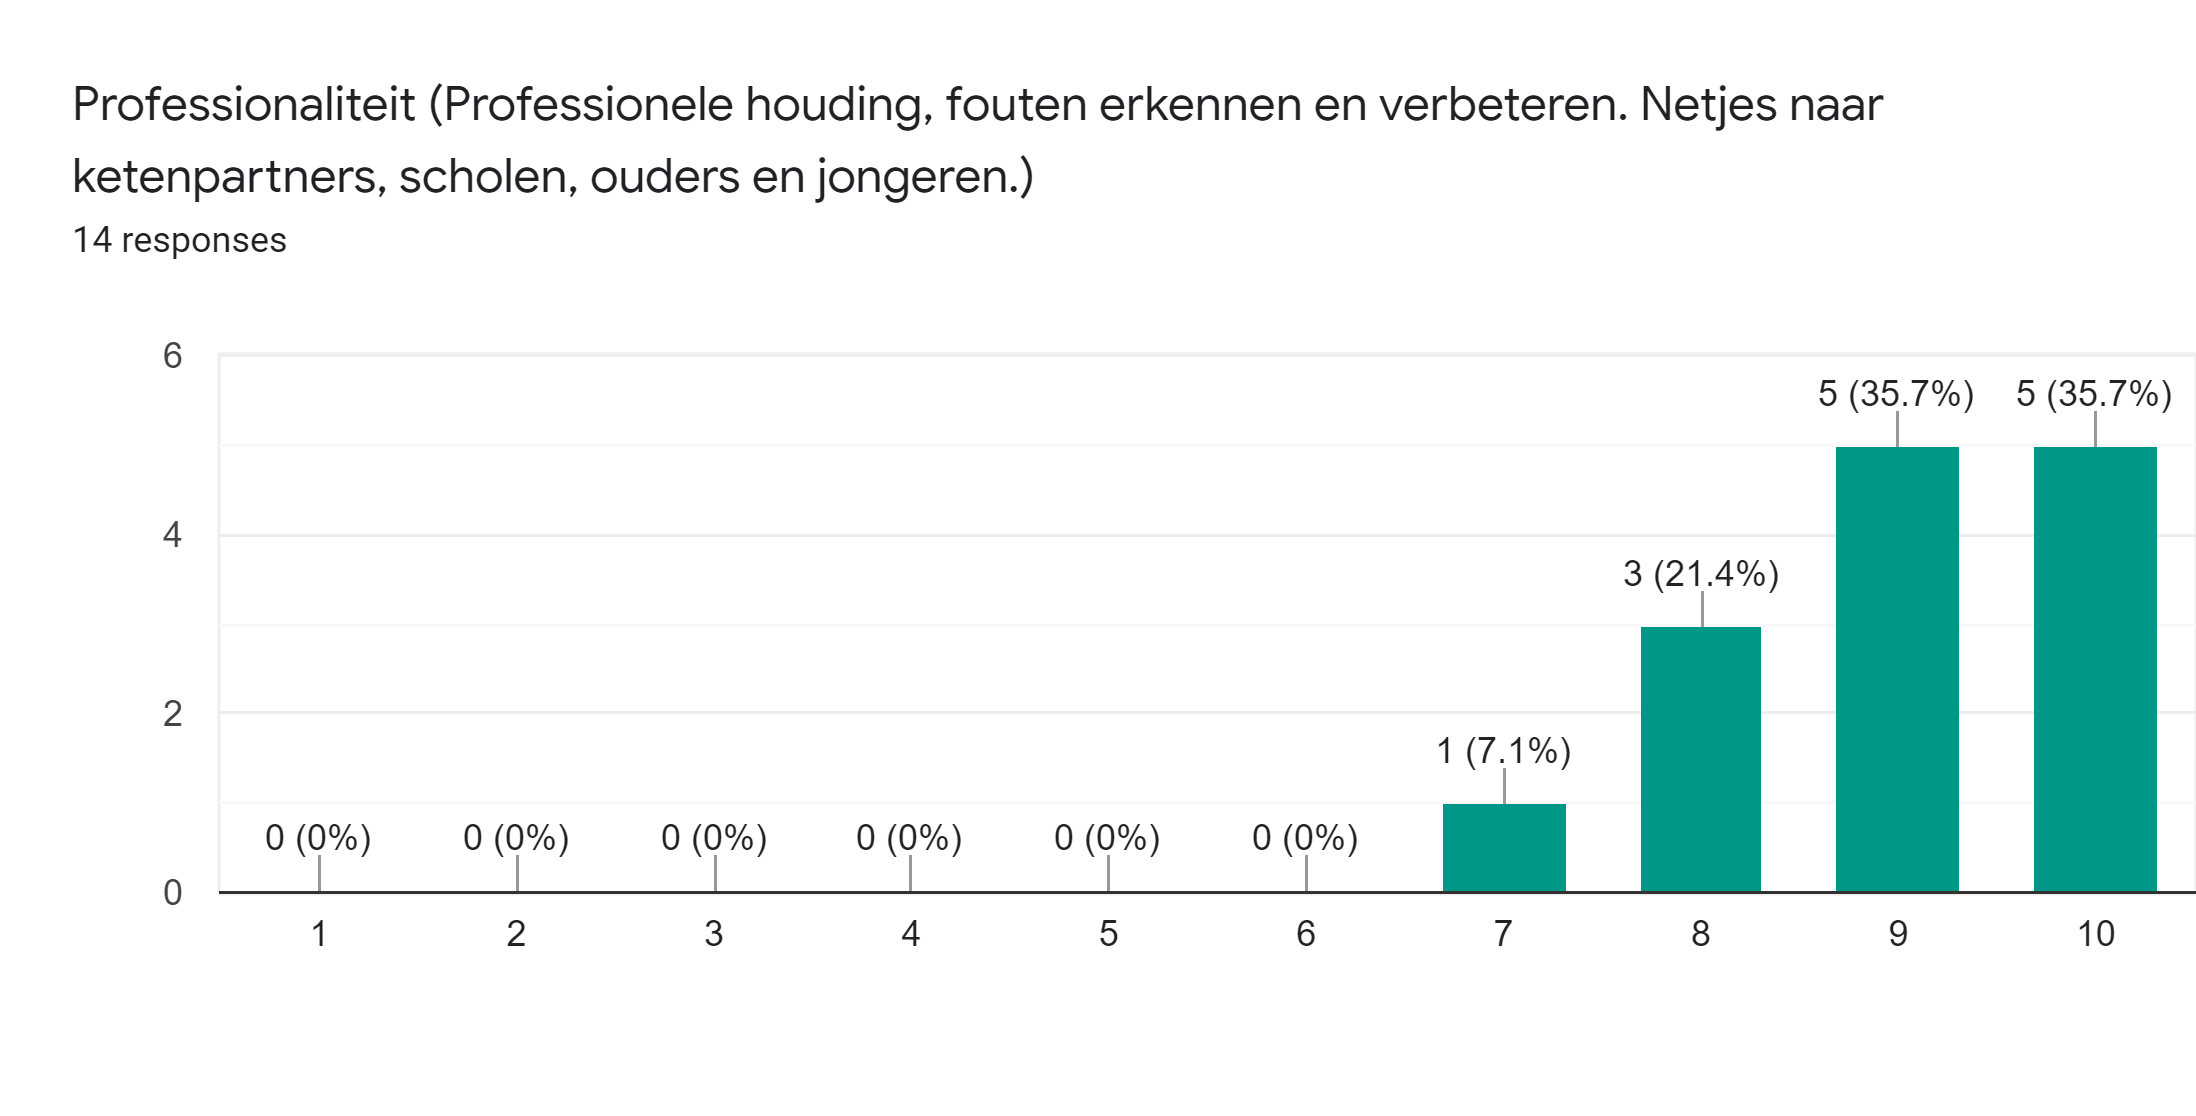 Professionaliteit (Professionele houding, fouten erkennen en verbeteren. Netjes naar
ketenpartners, scholen, ouders en jongeren.)
14 responses
6
5 (35.7%) 5 (35.7%)
4
3 (21.4%)
2
1 (7.1%)
0 (0%) 0 (0%) 0 (0%) 0 (0%) 0 (0%) 0 (0%)
0
1 2 3 4 5 6 7 8 9 10